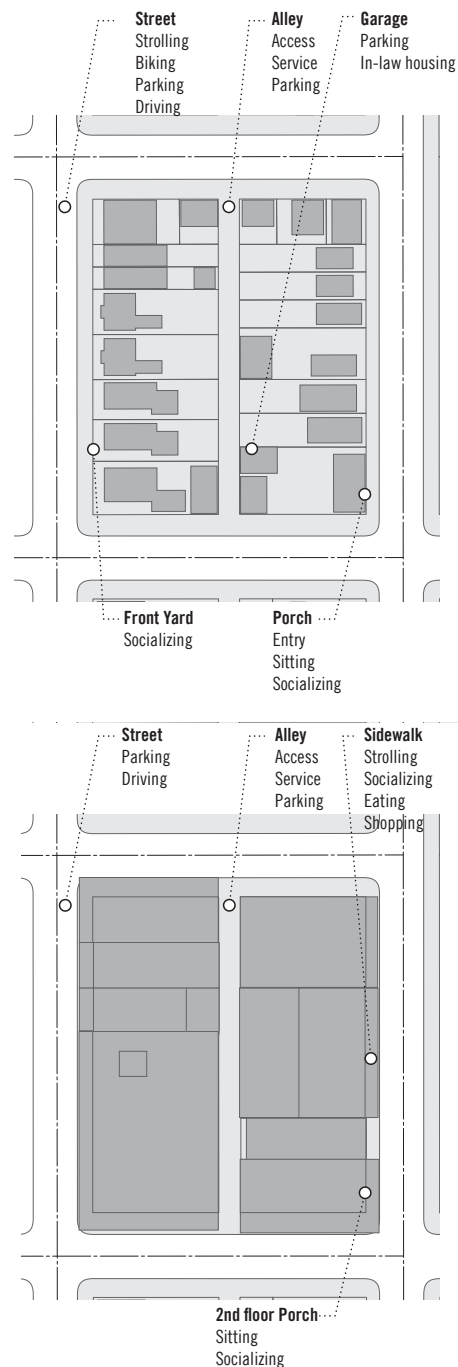 Street
Strolling
Biking
Parking
Driving
Alley
Access
Service
Parking
Garage
Parking
In-law housing
Front Yard
Socializing
Porch
Entry
Sitting
Socializing
Street
Parking
Driving
Alley
Access
Service
Parking
Sidewalk
Strolling
Socializing
Eating
Shopping
2nd floor Porch
Sitting
Socializing